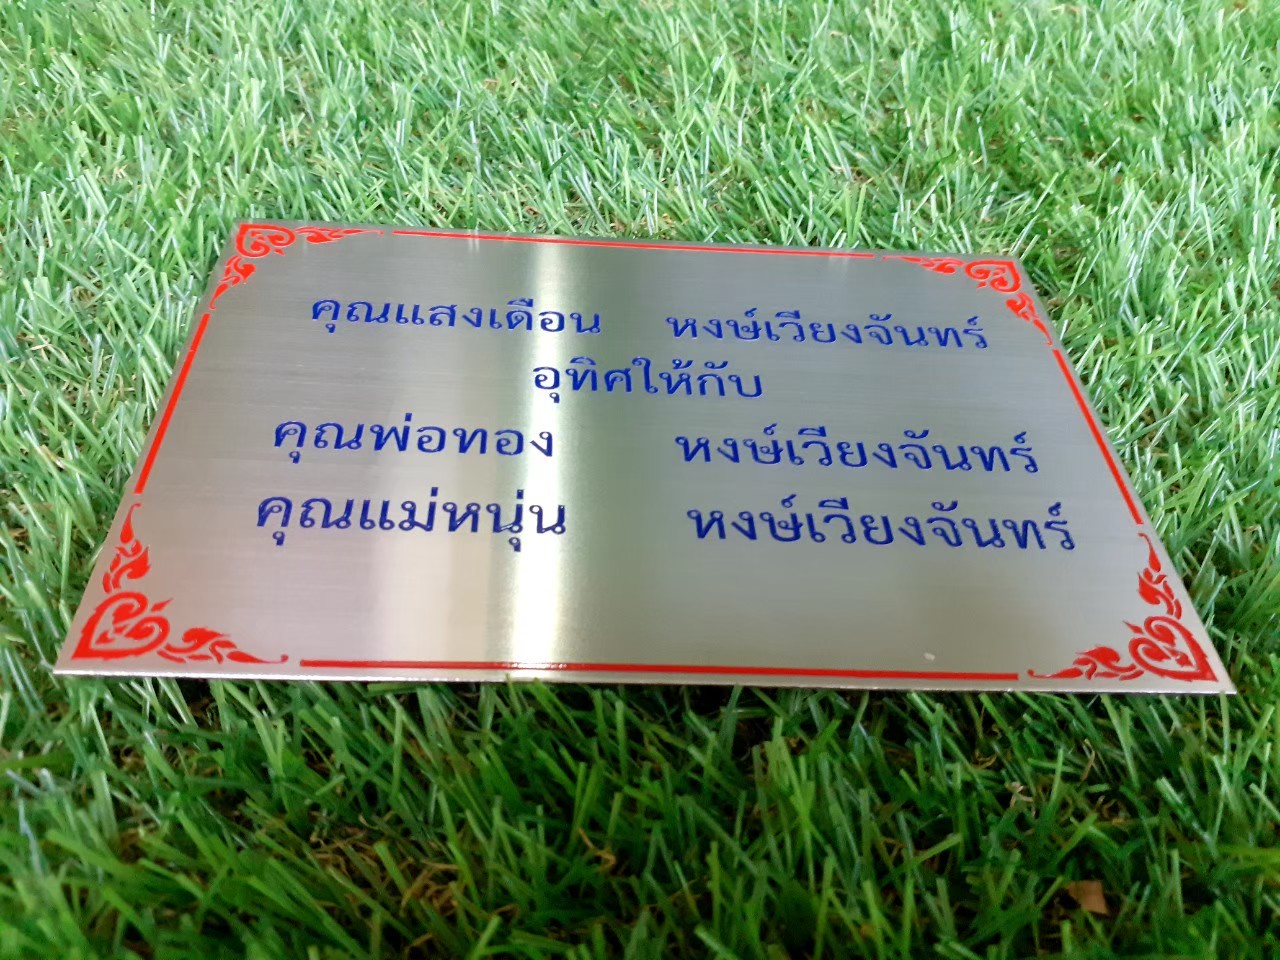 คุณแสงเดือน หงษ์เวียงจันทร์
อุทิศให้กับ
คุณพ่อทอง หงษ์เวียงจันทร์
คุณแม่หนุ่น หงษ์เวียงจันทร์